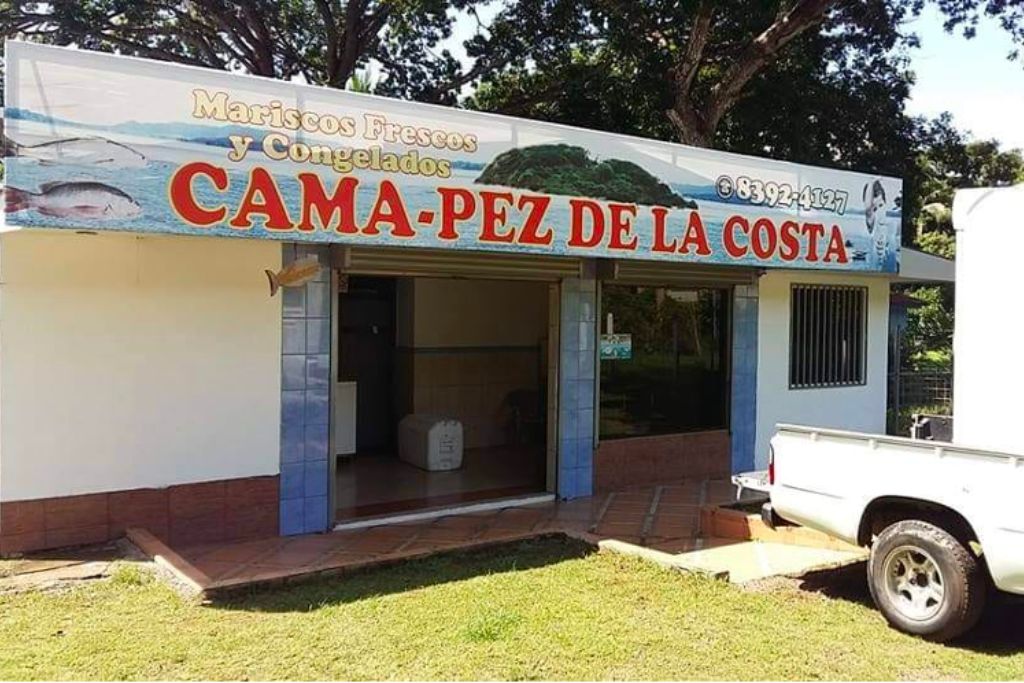 Mariscos Frescos
y Congelados
CAMA-PEZ DE LA COSTA
8392-4127